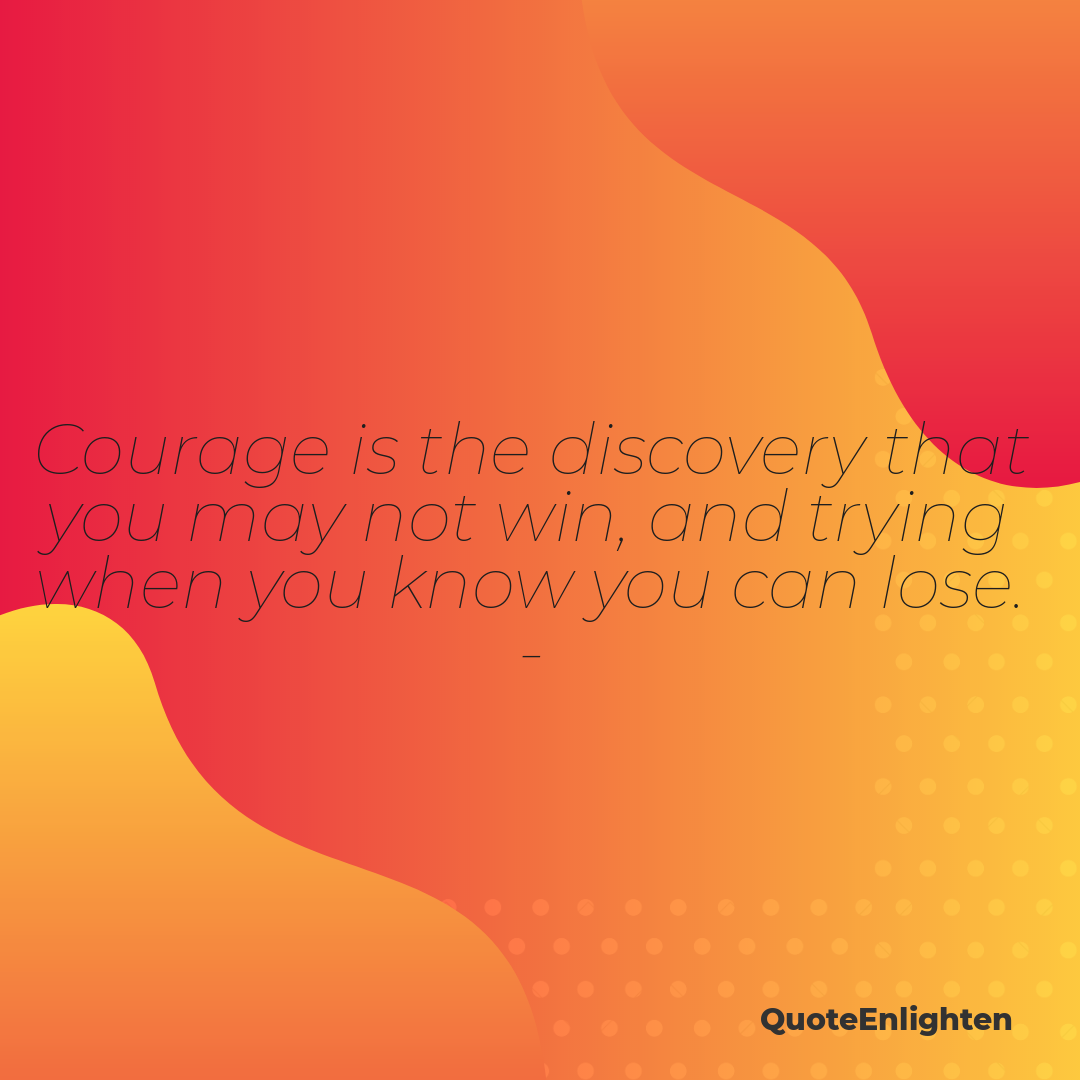 Courage is the discovery that
you may not win, and trying
when you know you can lose.
–
QuoteEnlighten